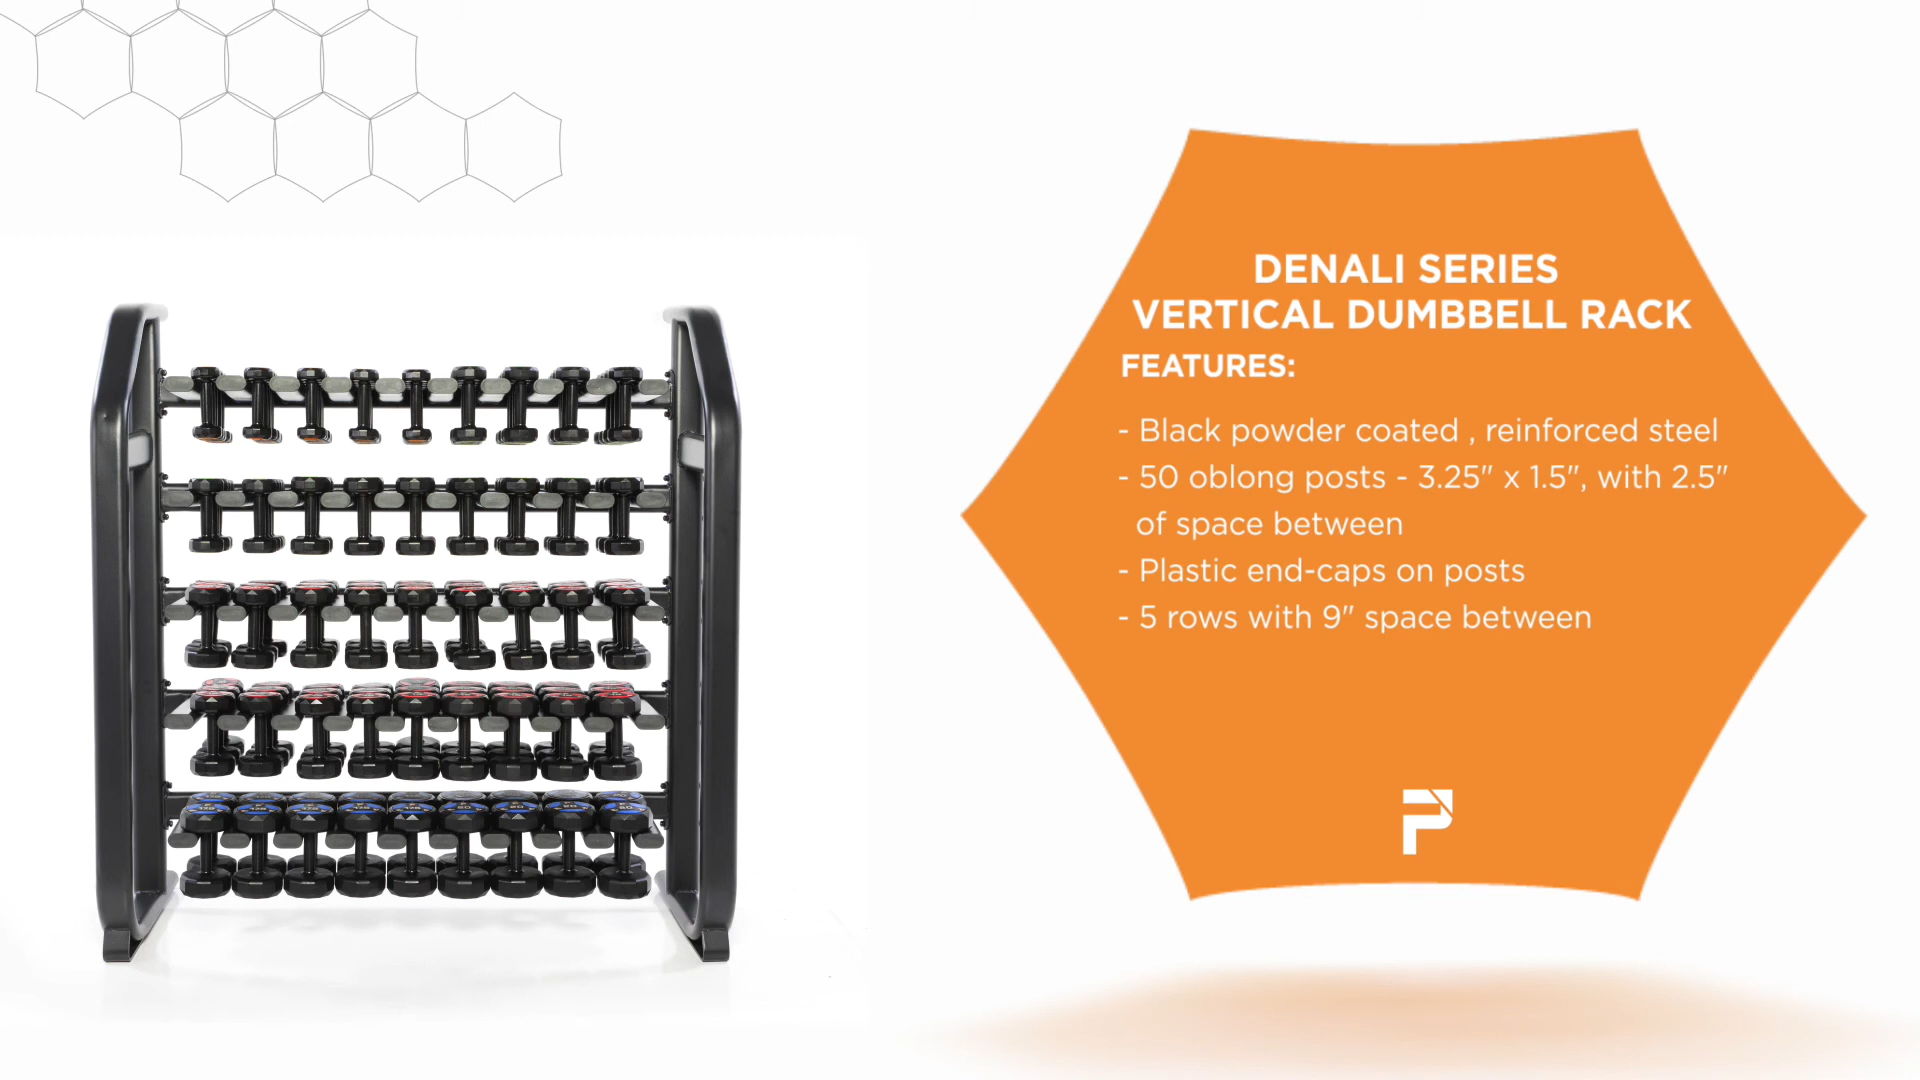 DENALI SERIES
VERTICAL DUMBBELL RACK
FEATURES:
- Black powder coated , reinforced steel
- 50 oblong posts - 3.25" x 1.5", with 2.5"
of space between
- Plastic end-caps on posts
- 5 rows with 9" space between